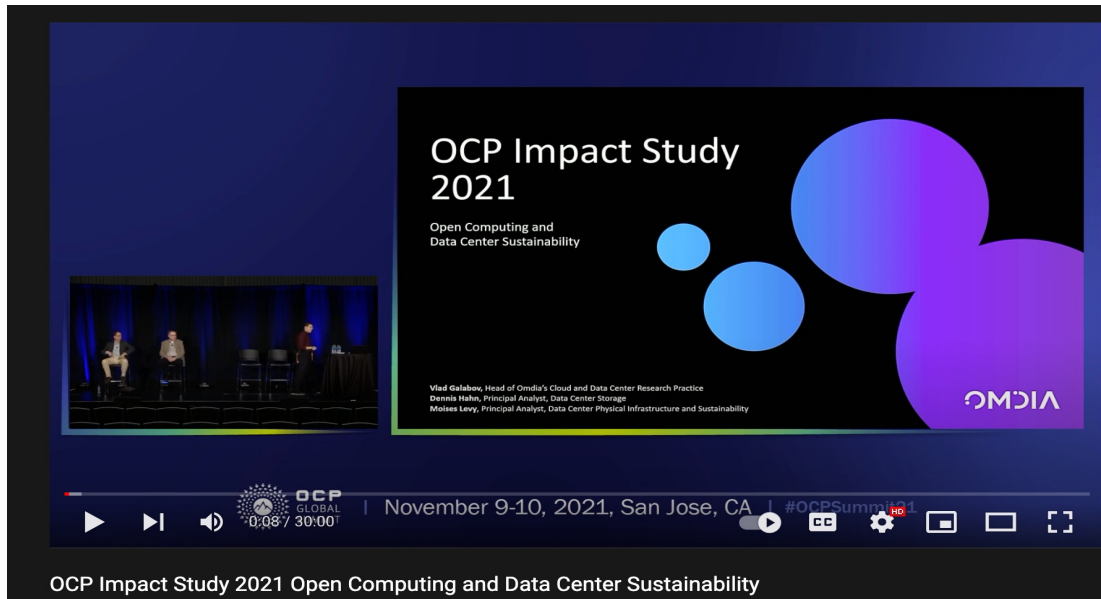 OCP Impact Study
2021
Open Computing and
Data Center Sustainability
Vlad Galabov, Head of Omdia's Cloud and Data Center Research Practice
Dennis Hahn, Principal Analyst, Data Center Storage
Moises Levy, Principal Analyst, Data Center Physical Infrastructure and Sustainability
OMDIA
OCP
GLOBAL
SUMMIT
| November 9-10, 2021, San Jose, CA | #OCPSummit21
0:08 / 30:00
CC
HD
OCP Impact Study 2021 Open Computing and Data Center Sustainability